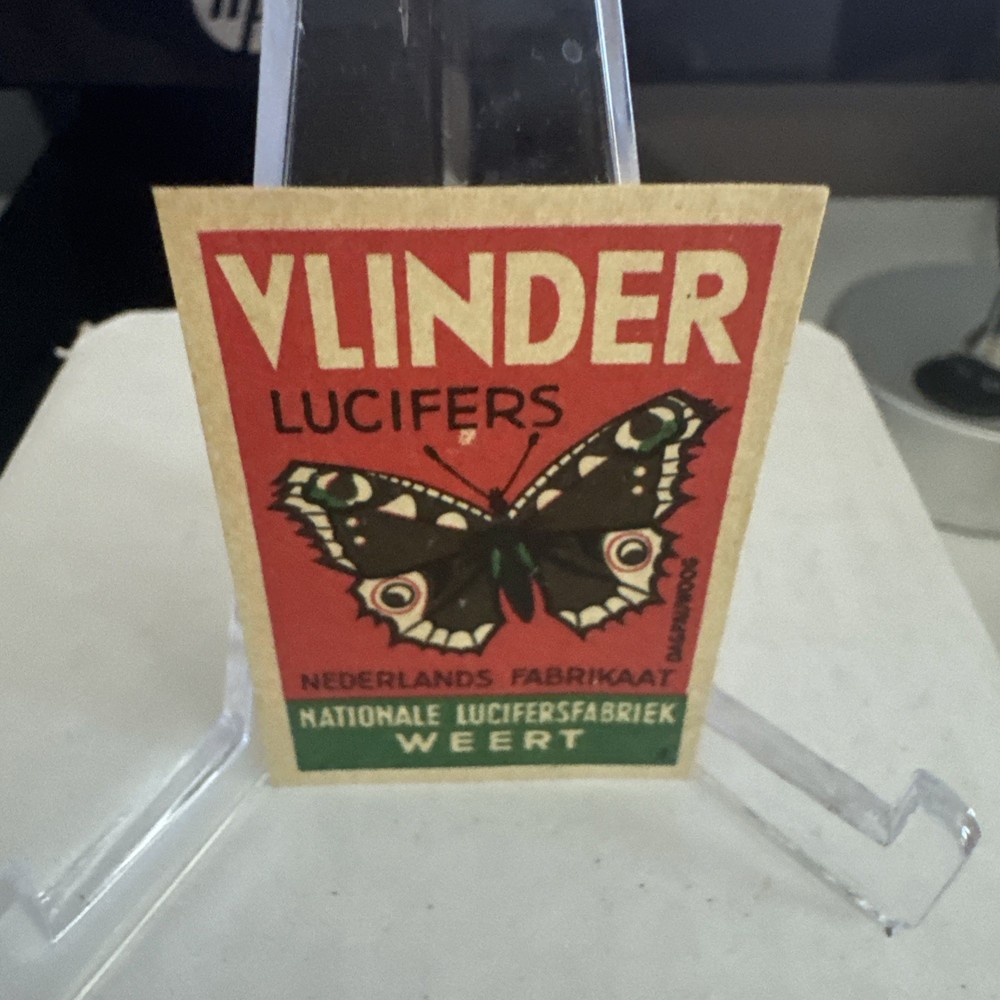 VLINDER
LUCIFERS
DAGPAUWOOG
NEDERLANDS FABRIKAAT
NATIONALE LUCIFERSFABRIEK
WEERT